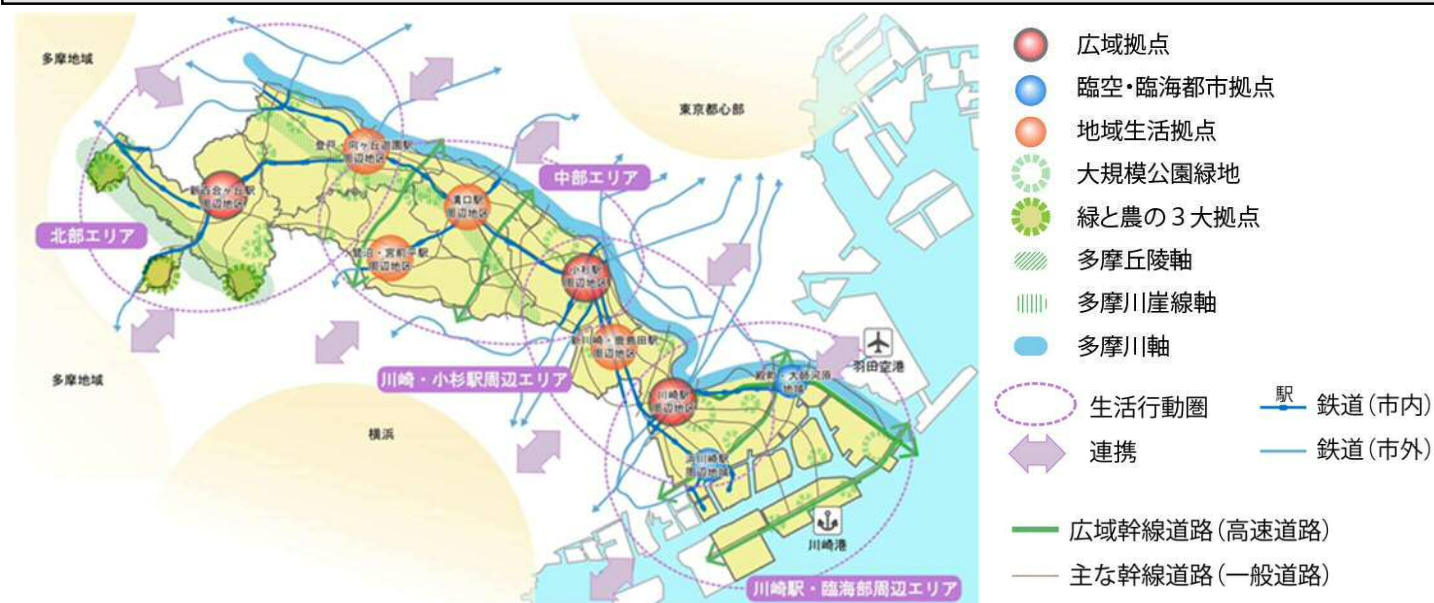 多摩地域
東京都心部
登戸・向ヶ丘遊園駅
周辺地区
中部エリア
新百合ヶ丘駅
周辺地区
溝口駅
周辺地区
北部エリア
鷺沼・宮前平駅
周辺地区
小杉駅
周辺地区
羽田空港
新川崎・鹿島田駅
周辺地区
多摩地域
川崎・小杉駅周辺エリア
殿町・大師河原
地域
川崎駅
周辺地区
横浜
浜川崎駅
周辺地域
川崎港
川崎駅・臨海部周辺エリア
広域拠点
臨空・臨海都市拠点
地域生活拠点
大規模公園緑地
緑と農の3大拠点
多摩丘陵軸
多摩川崖線軸
多摩川軸
生活行動圏
駅
鉄道(市内)
連携
鉄道(市外)
広域幹線道路(高速道路)
主な幹線道路(一般道路)